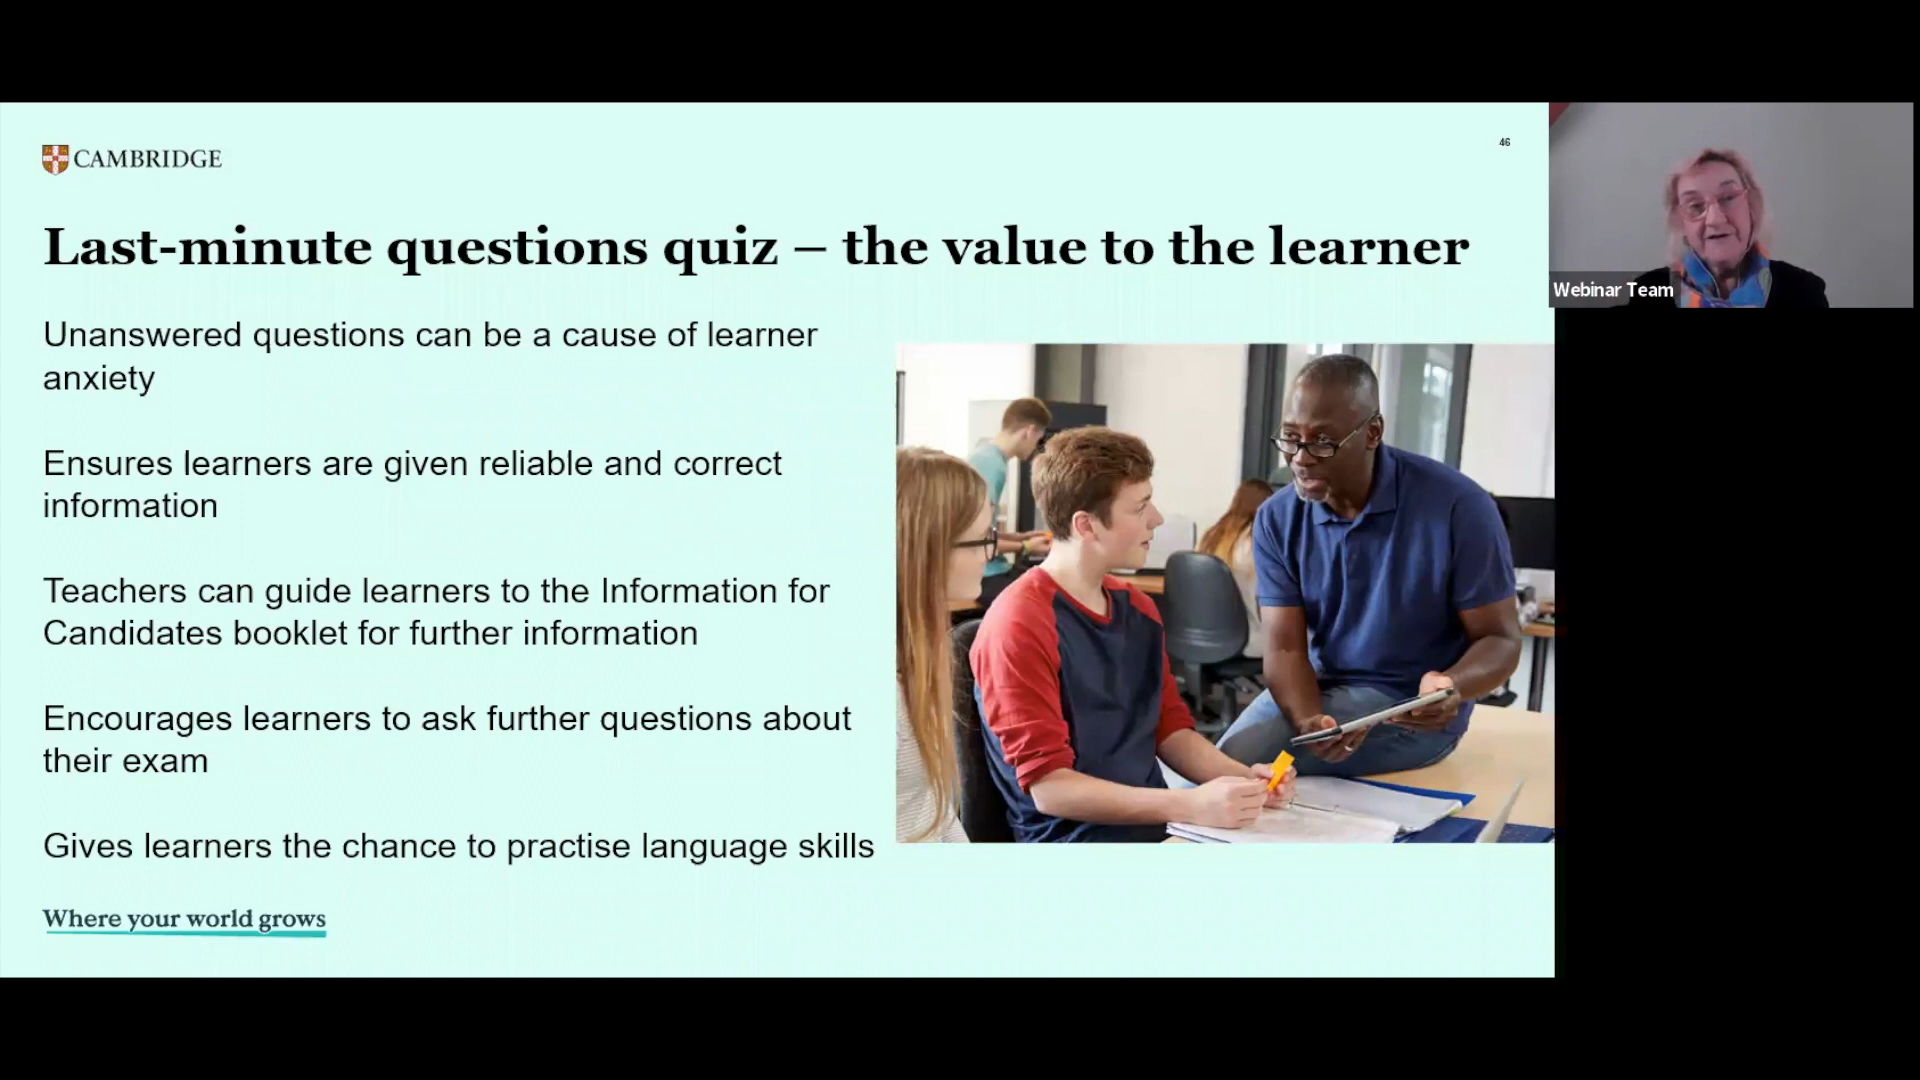 CAMBRIDGE
46
Last-minute questions quiz – the value to the learner
Webinar Team
Unanswered questions can be a cause of learner
anxiety
Ensures learners are given reliable and correct
information
Teachers can guide learners to the Information for
Candidates booklet for further information
Encourages learners to ask further questions about
their exam
Gives learners the chance to practise language skills
Where your world grows